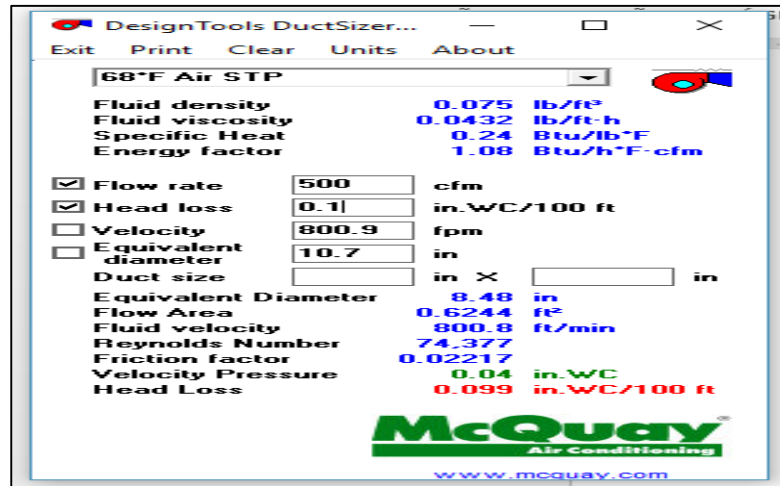 DesignTools DuctSizer...
Exit Print Clear Units About
68°F Air STP
Fluid density 0.075 lb/ft³
Fluid viscosity 0.0432 lb/ft·h
Specific Heat 0.24 Btu/lb°F
Energy factor 1.08 Btu/h°F·cfm
Flow rate 500 cfm
Head loss 0.1 in.WC/100 ft
Velocity 800.9 fpm
Equivalent diameter 10.7 in
Duct size in X in
Equivalent Diameter 8.48 in
Flow Area 0.6244 ft²
Fluid velocity 800.8 ft/min
Reynolds Number 74,377
Friction factor 0.02217
Velocity Pressure 0.04 in.WC
Head Loss 0.099 in.WC/100 ft
McQuay®
Air Conditioning
www.mcquay.com